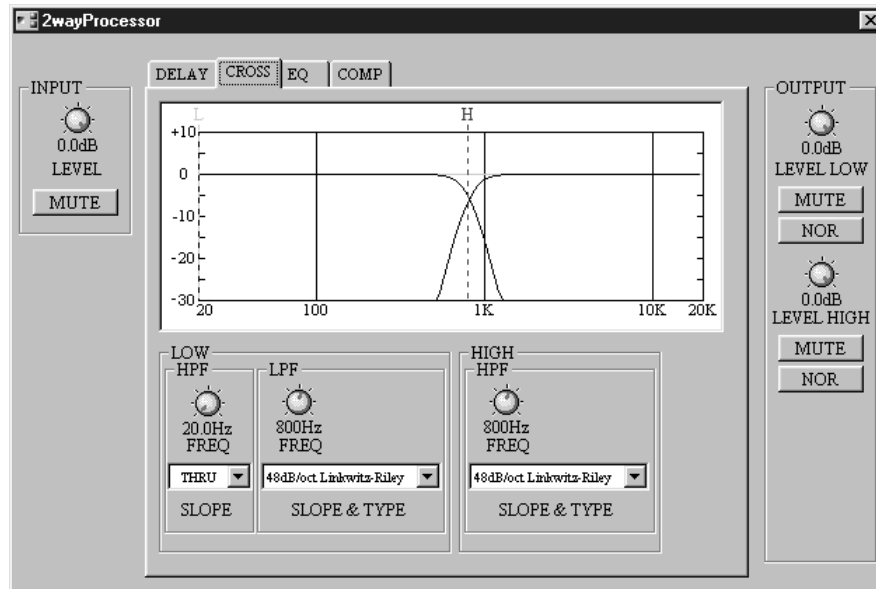 2wayProcessor
DELAY CROSS EQ COMP
INPUT
0.0dB
LEVEL
MUTE
L H
+10
0
-10
-20
-30
20 100 1K 10K 20K
LOW
HPF
20.0Hz
FREQ
THRU
SLOPE
LPF
800Hz
FREQ
48dB/oct Linkwitz-Riley
SLOPE & TYPE
HIGH
HPF
800Hz
FREQ
48dB/oct Linkwitz-Riley
SLOPE & TYPE
OUTPUT
0.0dB
LEVEL LOW
MUTE
NOR
0.0dB
LEVEL HIGH
MUTE
NOR